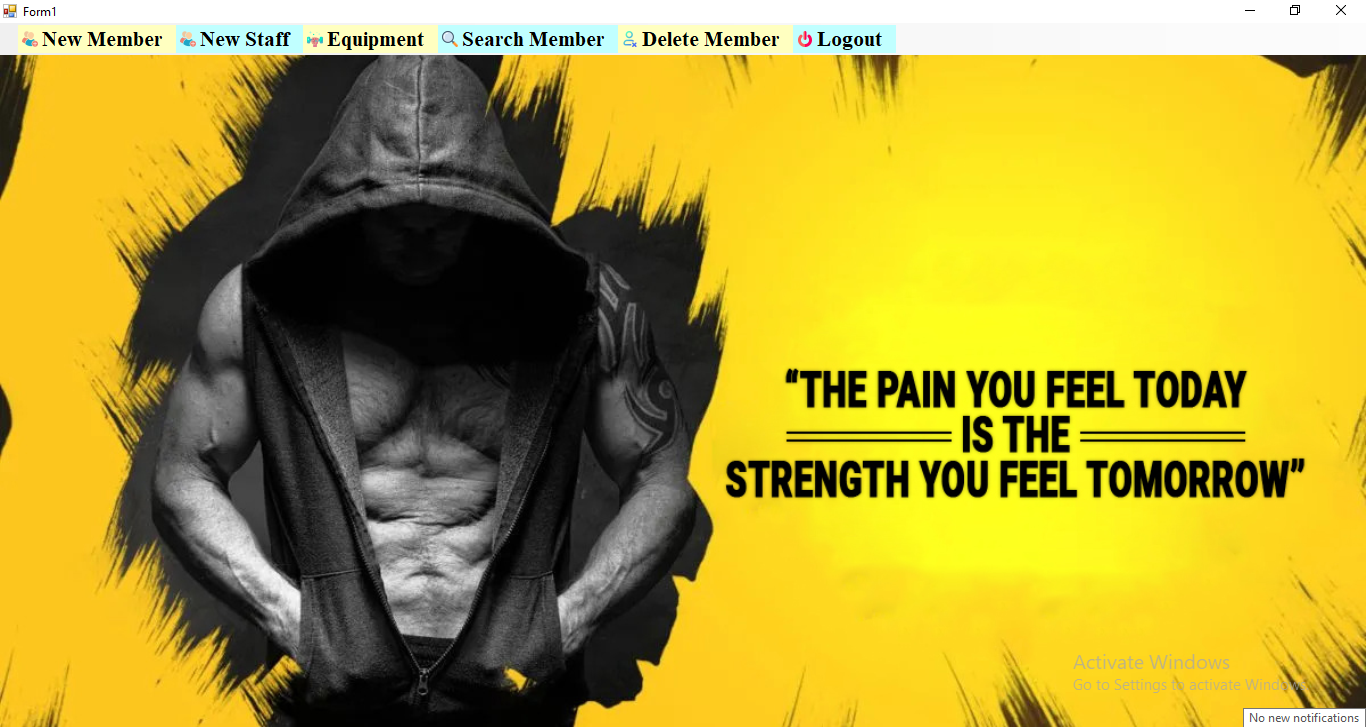 Form1
New Member New Staff Equipment Search Member Delete Member Logout
“THE PAIN YOU FEEL TODAY
IS THE
STRENGTH YOU FEEL TOMORROW”
Activate Windows
Go to Settings to activate Windows.
No new notifications